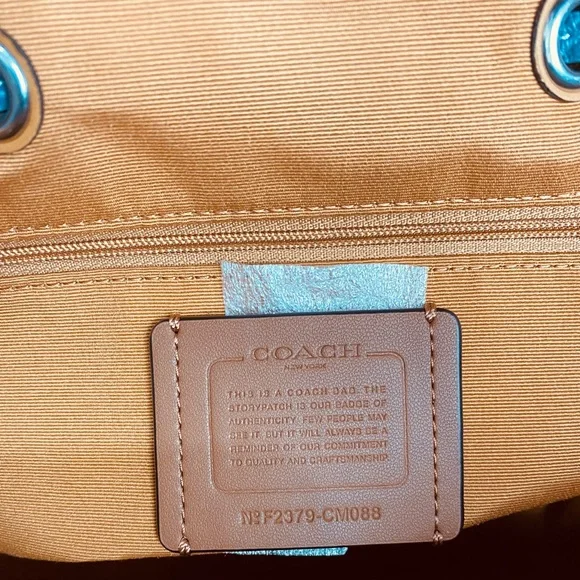 COACH
NEW YORK
THIS IS A COACH BAG. THE
STORYPATCH IS OUR BADGE OF
AUTHENTICITY. FEW PEOPLE MAY
SEE IT, BUT IT WILL ALWAYS BE A
REMINDER OF OUR COMMITMENT
TO QUALITY AND CRAFTSMANSHIP.
Nº F2379-CM088